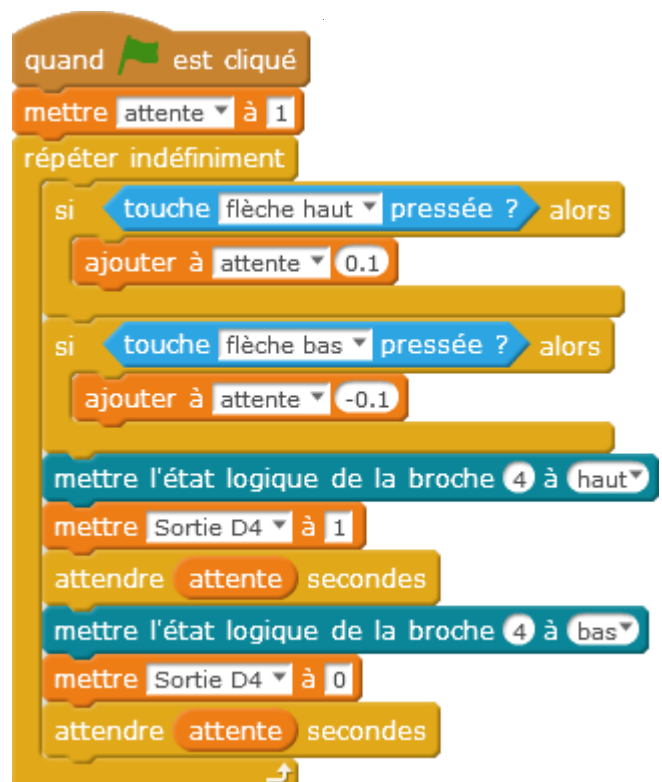 quand est cliqué
mettre attente à 1
répéter indéfiniment
si touche flèche haut pressée ? alors
ajouter à attente 0.1
si touche flèche bas pressée ? alors
ajouter à attente -0.1
mettre l'état logique de la broche 4 à haut
mettre Sortie D4 à 1
attendre attente secondes
mettre l'état logique de la broche 4 à bas
mettre Sortie D4 à 0
attendre attente secondes